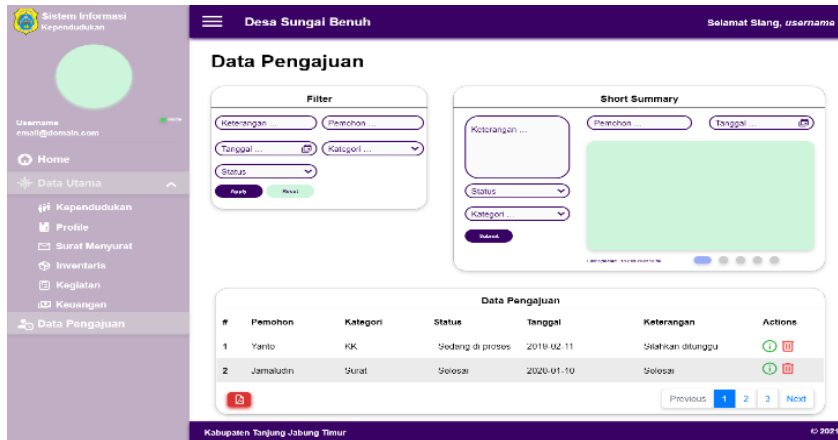 Sistem Informasi
Kependudukan
Desa Sungai Benuh
Selamat Siang, username
Username
email@domain.com
Home
Data Utama
Kependudukan
Profile
Surat Menyurat
Inventaris
Kegiatan
Keuangan
Data Pengajuan
Data Pengajuan
Filter
Keterangan ...
Pemohon ...
Tanggal ...
Kategori ...
Status
Apply
Reset
Short Summary
Keterangan ...
Pemohon ...
Tanggal ...
Status
Kategori ...
Submit
Data Pengajuan
# Pemohon Kategori Status Tanggal Keterangan Actions
1 Yanto KK Sedang di proses 2019-02-11 Silahkan ditunggu
2 Jamaludin Surat Selesai 2020-01-10 Selesai
Previous 1 2 3 Next
Kabupaten Tanjung Jabung Timur
© 2021